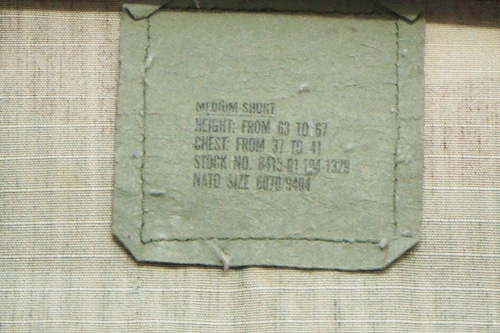 MEDIUM-SHORT
HEIGHT: FROM 63 TO 67
CHEST: FROM 37 TO 41
STOCK NO. 8415-01-184-1329
NATO SIZE 6070/9404